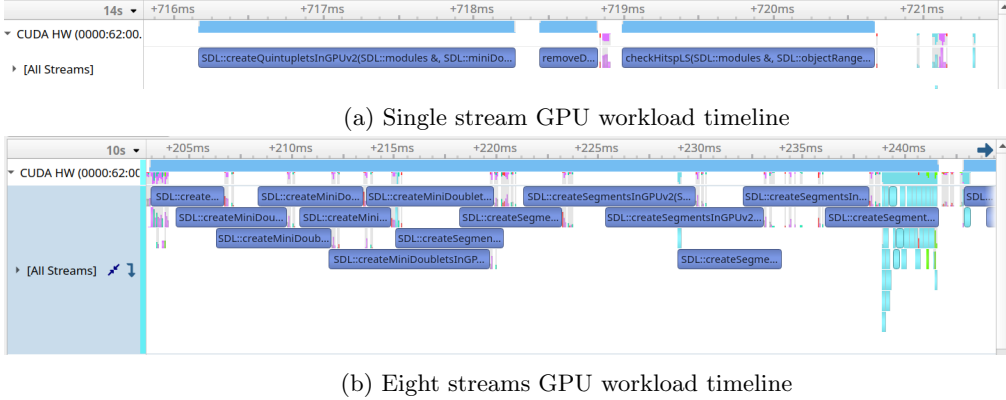 14s +716ms +717ms +718ms +719ms +720ms +721ms
CUDA HW (0000:62:00.
[All Streams] SDL::createQuintupletsInGPUv2(SDL::modules &, SDL::miniDo... removeD... checkHitspLS(SDL::modules &, SDL::objectRange...
(a) Single stream GPU workload timeline
10s +205ms +210ms +215ms +220ms +225ms +230ms +235ms +240ms
CUDA HW (0000:62:00
SDL::create... SDL::createMiniDo... SDL::createMiniDoublet... SDL::createSegmentsInGPUv2(S... SDL::createSegmentsIn... SDL...
SDL::createMiniDou... SDL::createMini... SDL::createSegme... SDL::createSegmentsInGPUv2... SDL::createSegment...
SDL::createMiniDoub... SDL::createSegmen...
[All Streams] SDL::createMiniDoubletsInGP... SDL::createSegme...
(b) Eight streams GPU workload timeline